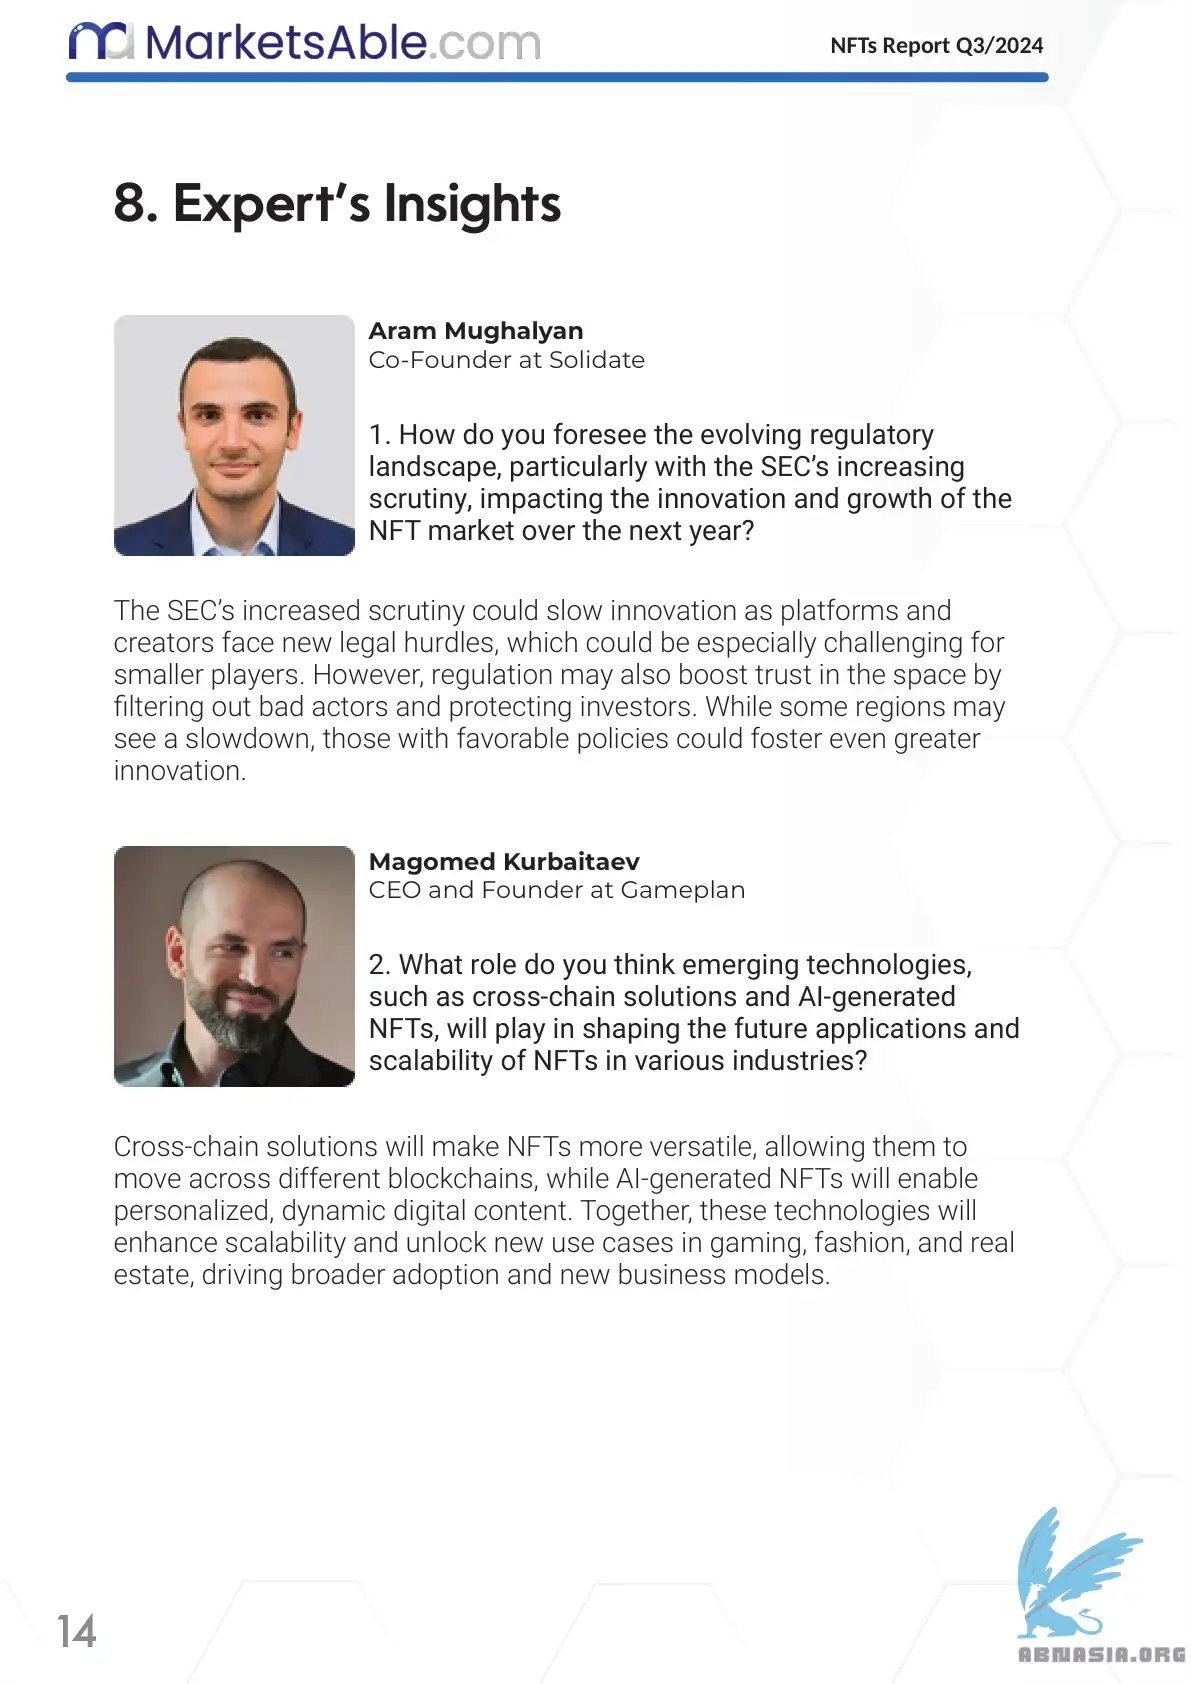 MarketsAble.com
NFTs Report Q3/2024
8. Expert’s Insights
Aram Mughalyan
Co-Founder at Solidate
1. How do you foresee the evolving regulatory
landscape, particularly with the SEC’s increasing
scrutiny, impacting the innovation and growth of the
NFT market over the next year?
The SEC’s increased scrutiny could slow innovation as platforms and
creators face new legal hurdles, which could be especially challenging for
smaller players. However, regulation may also boost trust in the space by
filtering out bad actors and protecting investors. While some regions may
see a slowdown, those with favorable policies could foster even greater
innovation.
Magomed Kurbaitaev
CEO and Founder at Gameplan
2. What role do you think emerging technologies,
such as cross-chain solutions and AI-generated
NFTs, will play in shaping the future applications and
scalability of NFTs in various industries?
Cross-chain solutions will make NFTs more versatile, allowing them to
move across different blockchains, while AI-generated NFTs will enable
personalized, dynamic digital content. Together, these technologies will
enhance scalability and unlock new use cases in gaming, fashion, and real
estate, driving broader adoption and new business models.
14
ABNASIA.ORG